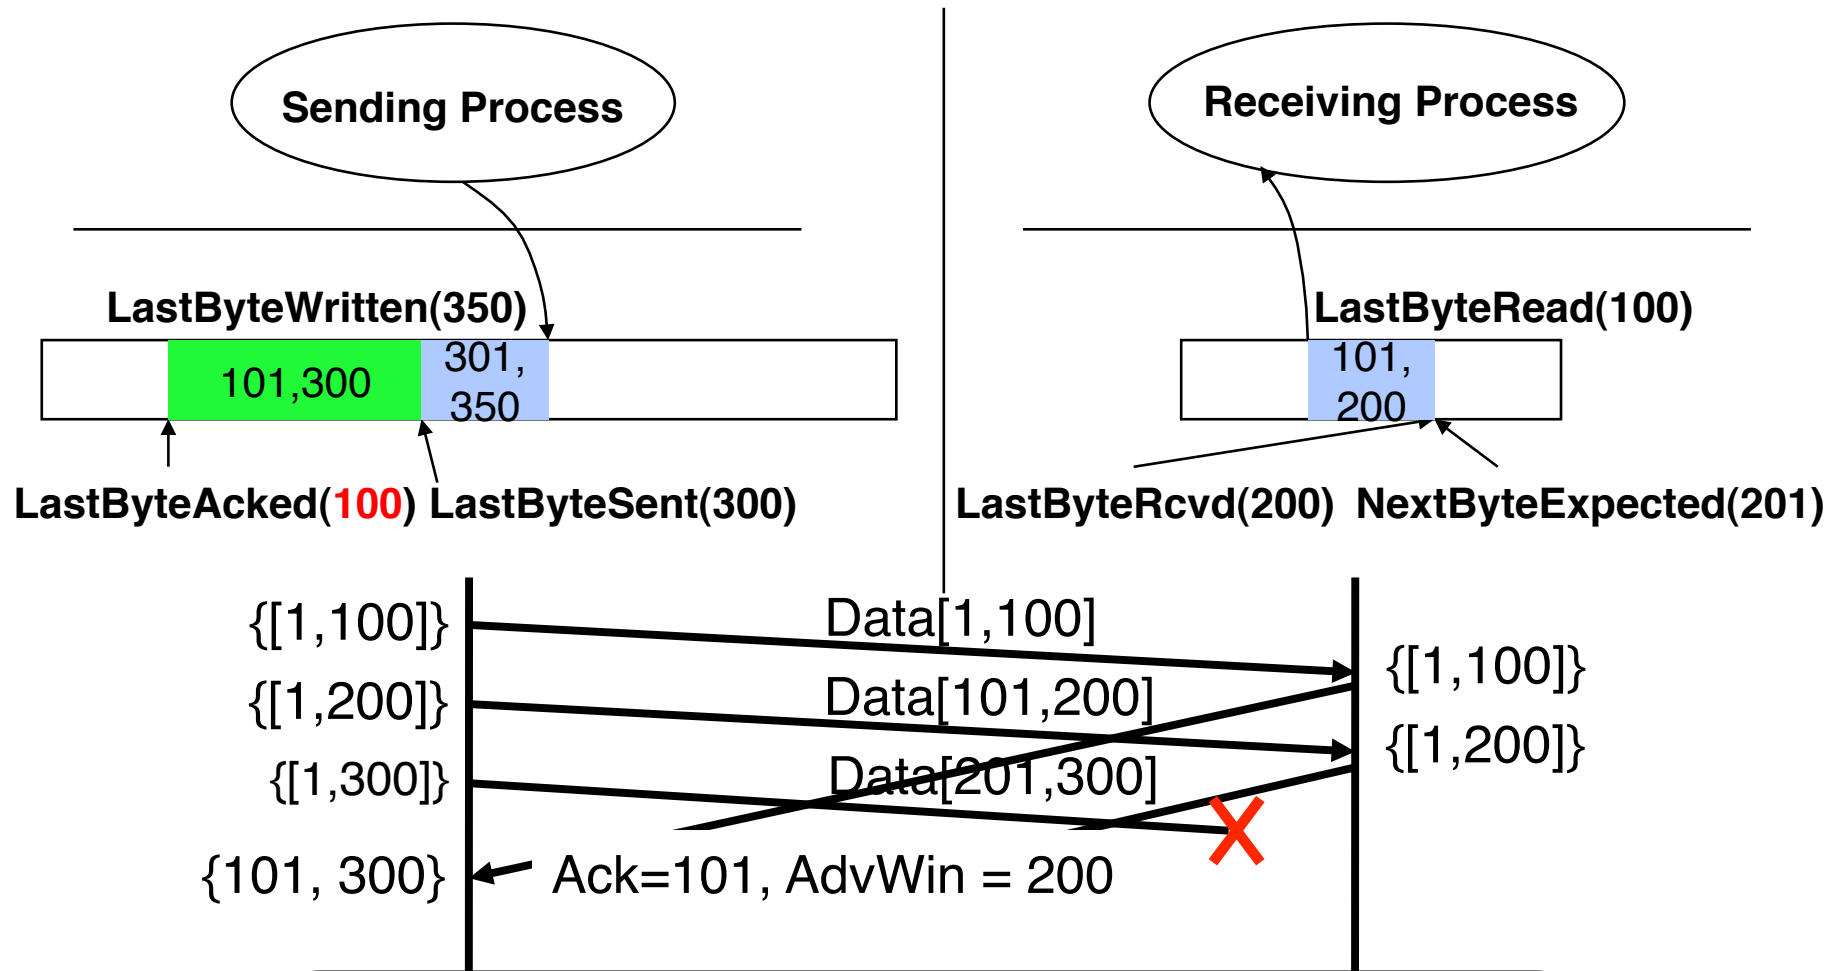 Sending Process
Receiving Process
LastByteWritten(350)
LastByteRead(100)
101,300
301,
350
101,
200
LastByteAcked(100)
LastByteSent(300)
LastByteRcvd(200)
NextByteExpected(201)
{[1,100]}
Data[1,100]
{[1,100]}
{[1,200]}
Data[101,200]
{[1,200]}
{[1,300]}
Data[201,300]
{101, 300}
Ack=101, AdvWin = 200